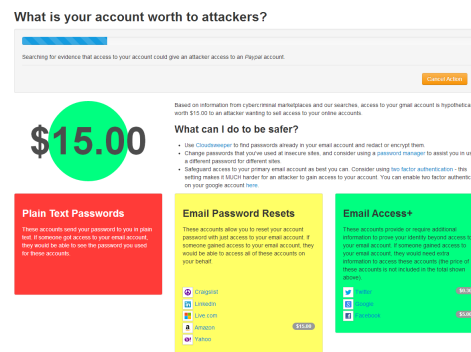 What is your account worth to attackers?
Searching for evidence that access to your account could give an attacker access to an Paypal account.
Cancel Action
$15.00
Based on information from cybercriminal marketplaces and our searches, access to your gmail account is hypothetica
worth $15.00 to an attacker wanting to sell access to your online accounts
What can I do to be safer?
Use Cloudsweeper to find passwords already in your email account and redact or encrypt them.
Change passwords that you've used at insecure sites, and consider using a password manager to assist you in us
a different password for different sites
Safeguard access to your primary email account as best you can. Consider using two factor authentication - this
setting makes it MUCH harder for an attacker to gain access to your account. You can enable two factor authentic
on your google account here.
Plain Text Passwords
These accounts send your password to you in plain
text. If someone got access to your email account,
they would be able to see the password you used
for these accounts.
Email Password Resets
These accounts allow you to reset your account
password with just access to your email account. If
someone gained access to your email account, they
would be able to access all of these accounts on
your behalf.
Craigslist
LinkedIn
Live.com
Amazon
$15.00
Yahoo
Email Access+
These accounts provide or require additional
information to prove your identity beyond access to
your email account. If someone gained access to
your email account, they would need extra
information to access these accounts (the price of
these accounts is not included in the total shown
above).
Twitter
Google
Facebook